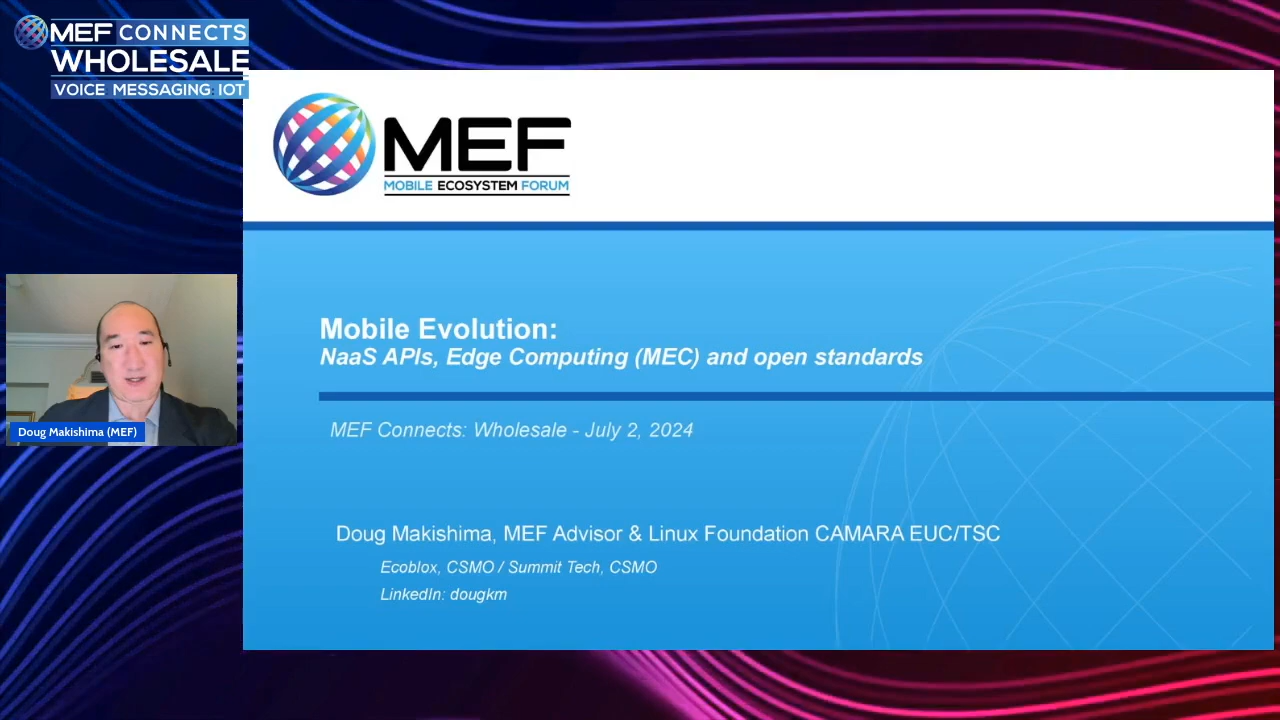 MEF CONNECTS
WHOLESALE
VOICE MESSAGING IOT
MEF
MOBILE ECOSYSTEM FORUM
Mobile Evolution:
NaaS APIs, Edge Computing (MEC) and open standards
MEF Connects: Wholesale - July 2, 2024
Doug Makishima, MEF Advisor & Linux Foundation CAMARA EUC/TSC
Ecoblox, CSMO / Summit Tech, CSMO
LinkedIn: dougkm
Doug Makishima (MEF)